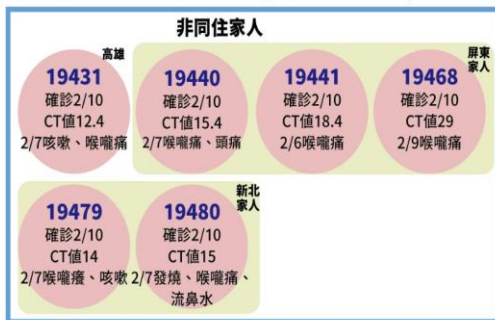 非同住家人
高雄
屏東
家人
19431
確診2/10
CT值12.4
2/7咳嗽、喉嚨痛
19440
確診2/10
CT值15.4
2/7喉嚨痛、頭痛
19441
確診2/10
CT值18.4
2/6喉嚨痛
19468
確診2/10
CT值29
2/9喉嚨痛
新北
家人
19479
確診2/10
CT值14
2/7喉嚨癢、咳嗽
19480
確診2/10
CT值15
2/7發燒、喉嚨痛、
流鼻水